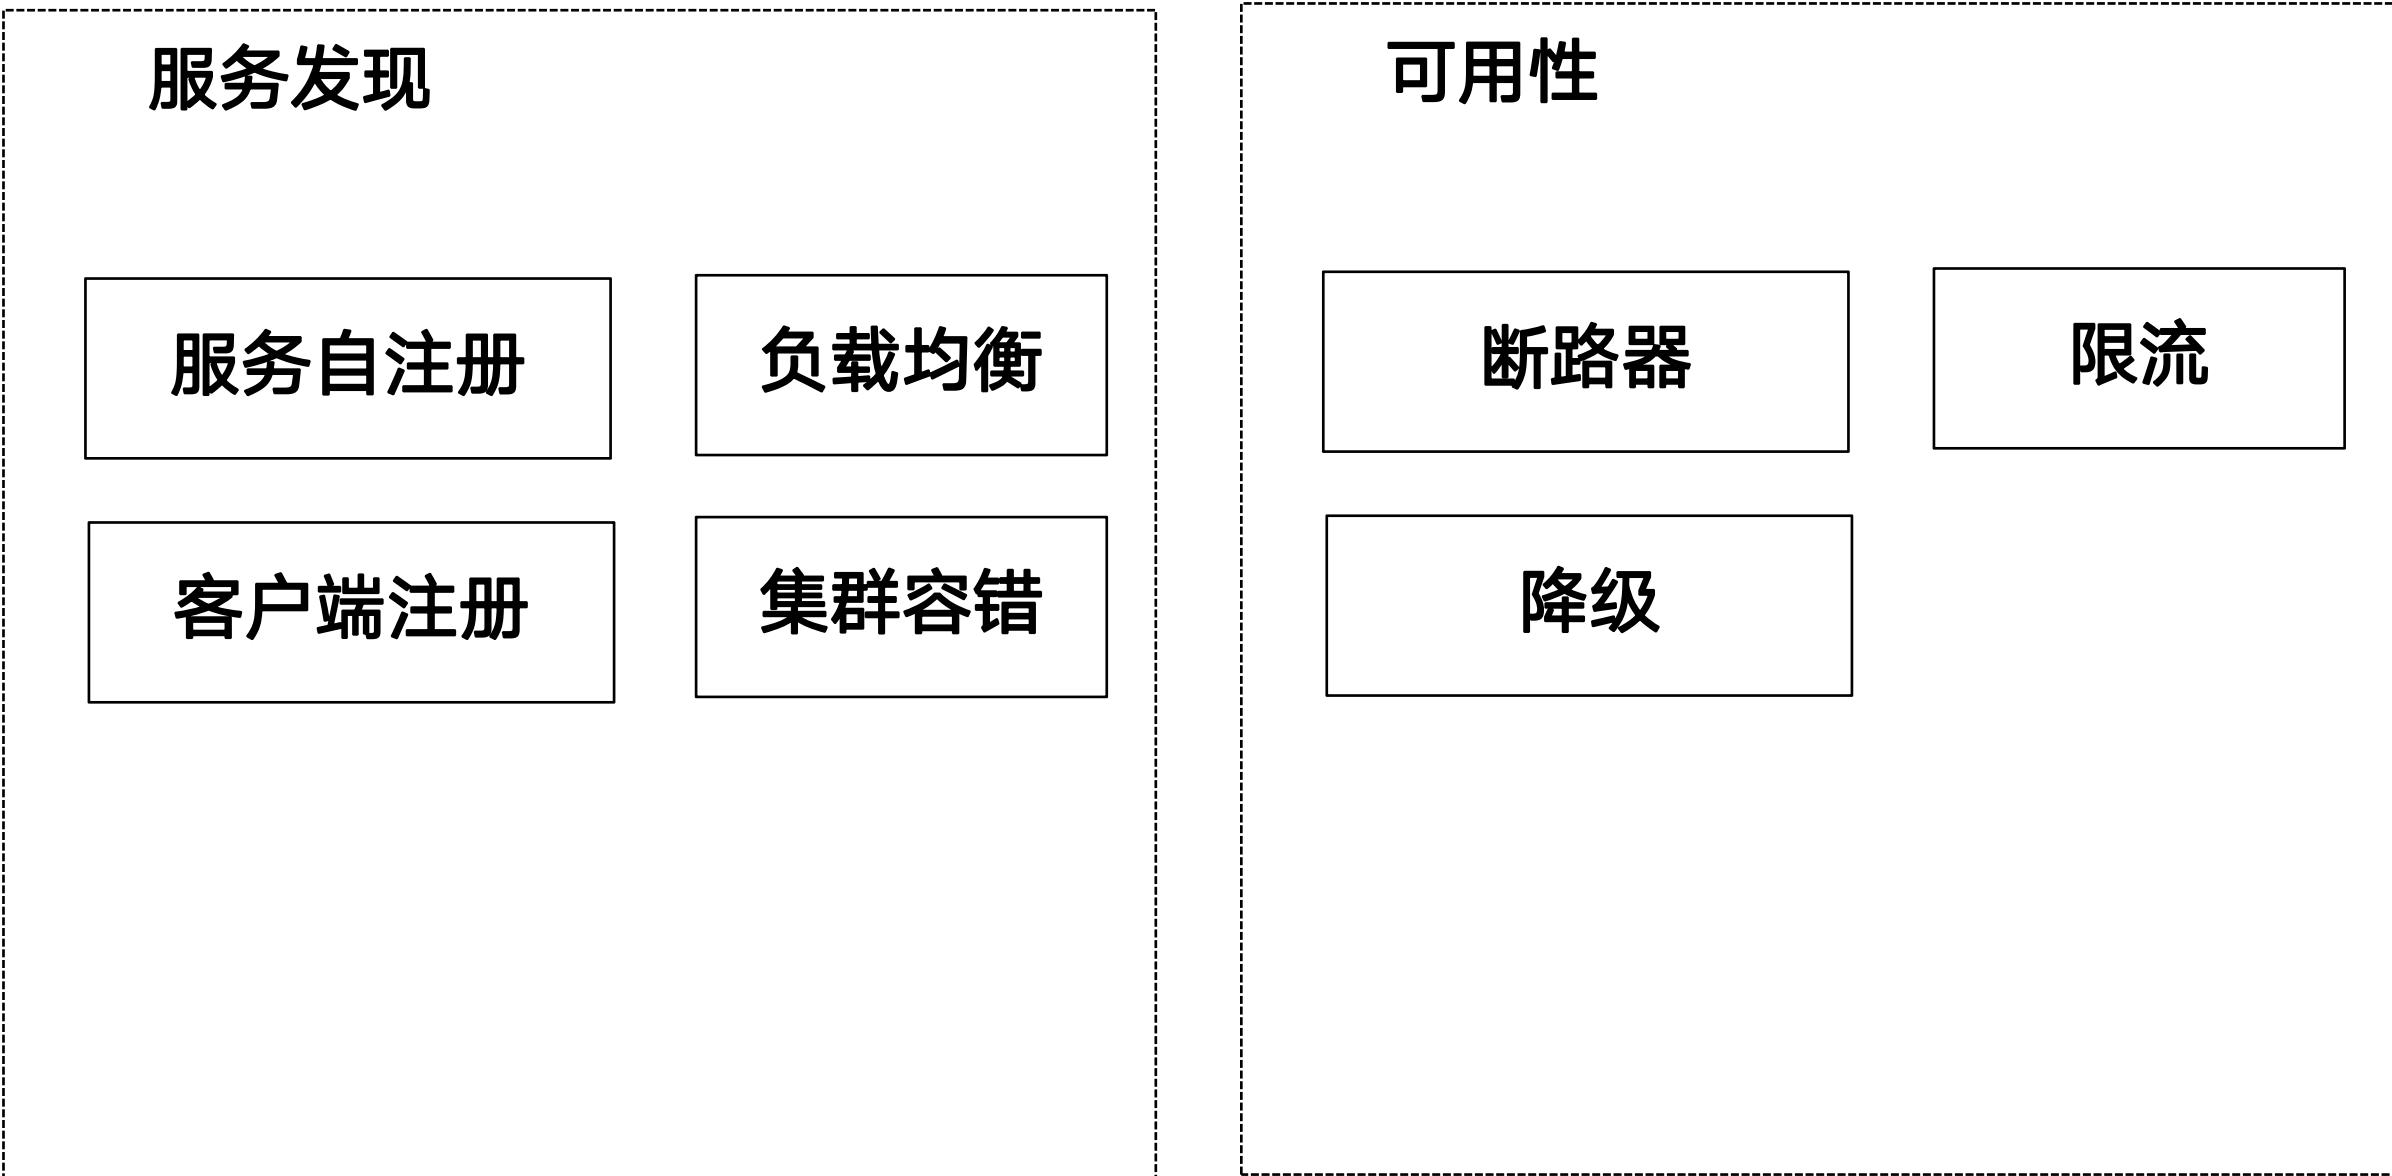 服务发现
服务自注册
负载均衡
客户端注册
集群容错
可用性
断路器
限流
降级